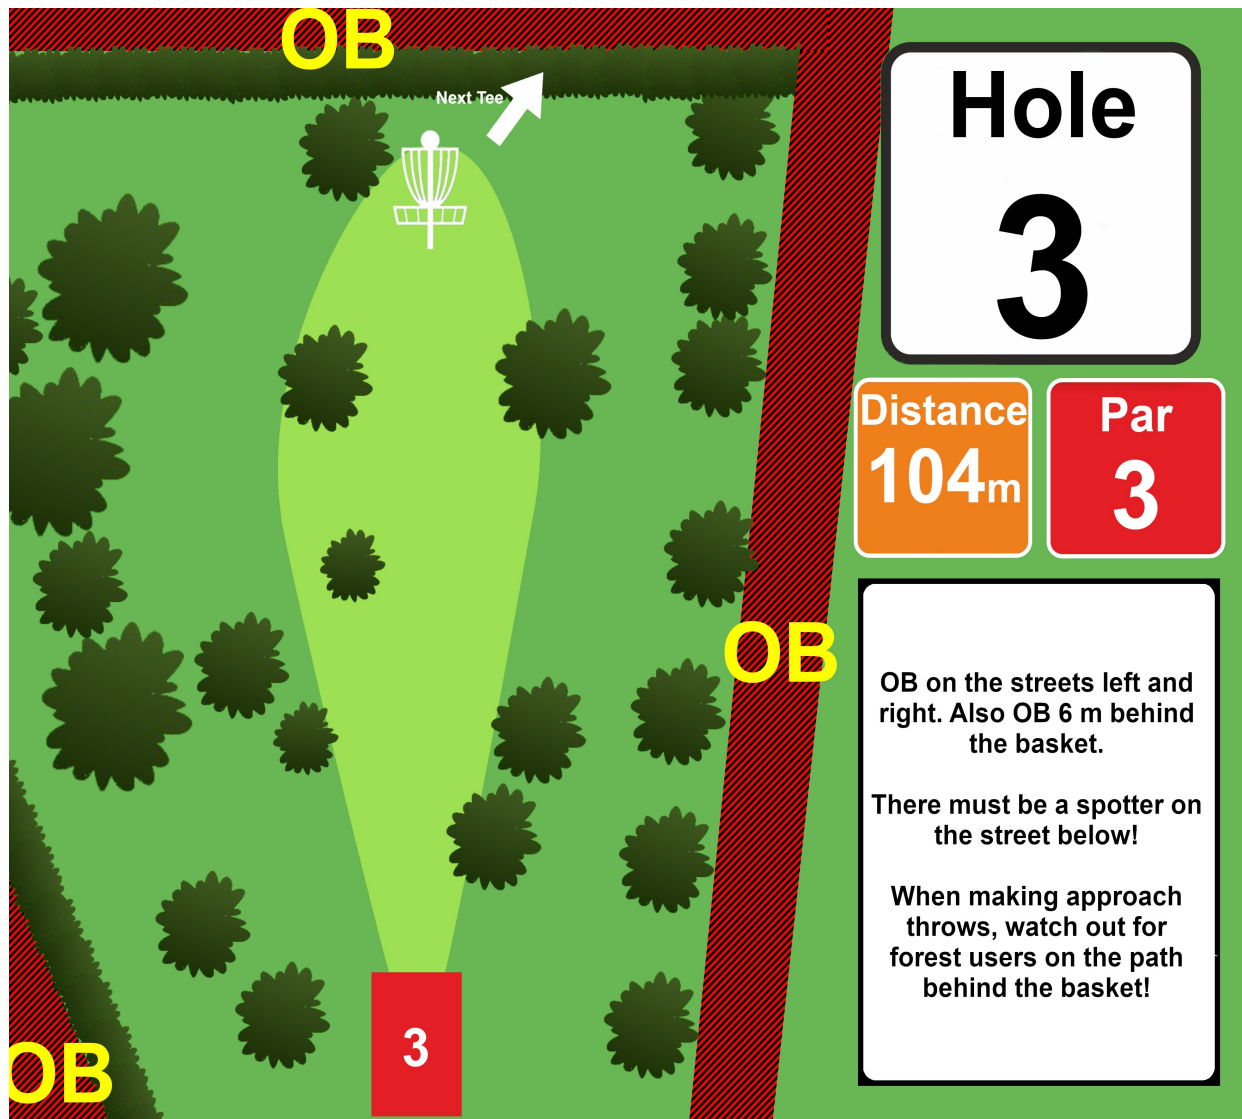 OB
Next Tee
Hole
3
Distance
104m
Par
3
OB
OB on the streets left and
right. Also OB 6 m behind
the basket.
There must be a spotter on
the street below!
When making approach
throws, watch out for
forest users on the path
behind the basket!
3
OB